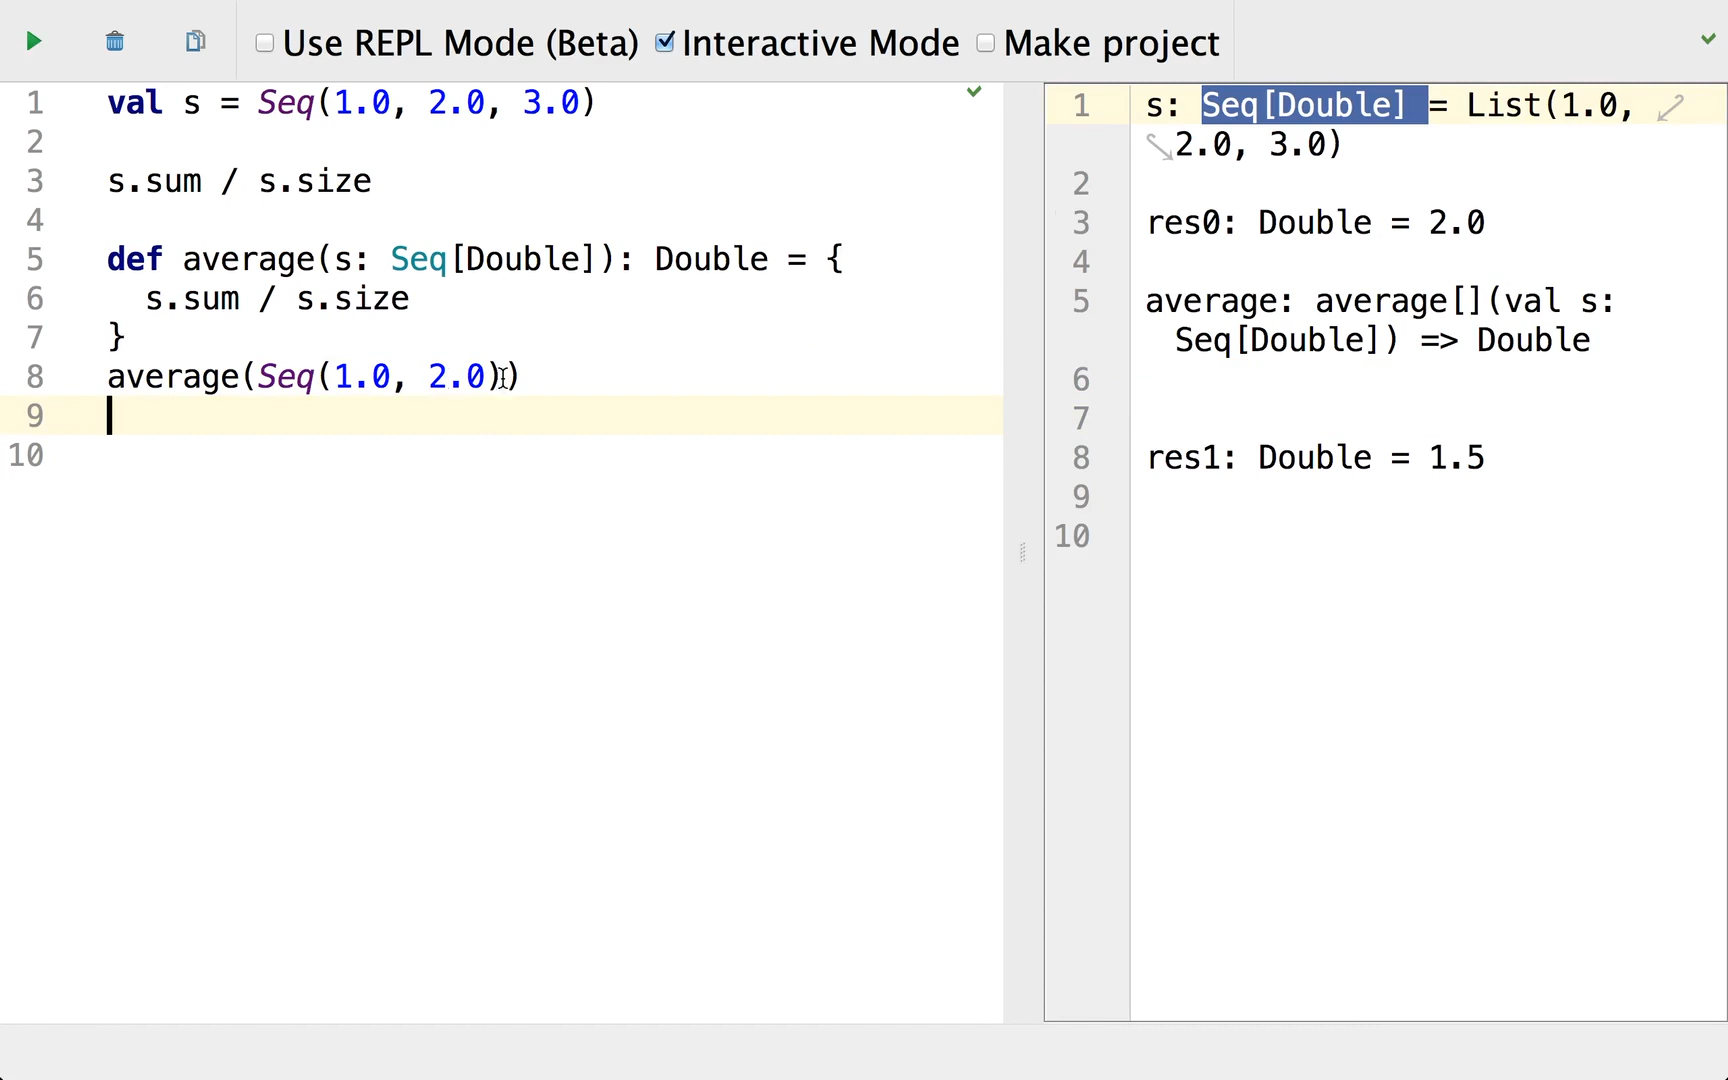 Use REPL Mode (Beta) Interactive Mode Make project
1 val s = Seq(1.0, 2.0, 3.0)
2
3 s.sum / s.size
4
5 def average(s: Seq[Double]): Double = {
6 s.sum / s.size
7 }
8 average(Seq(1.0, 2.0))
9
10
1 s: Seq[Double] = List(1.0,
2.0, 3.0)
2
3 res0: Double = 2.0
4
5 average: average[](val s:
Seq[Double]) => Double
6
7
8 res1: Double = 1.5
9
10